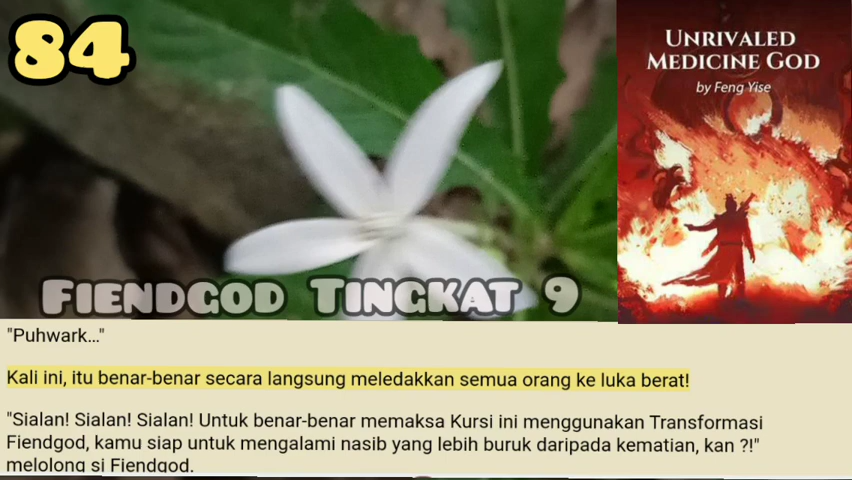 84
UNRIVALED
MEDICINE GOD
by Feng Yise
FIENDGOD TINGKAT 9
"Puhwark..."
Kali ini, itu benar-benar secara langsung meledakkan semua orang ke luka berat!
"Sialan! Sialan! Sialan! Untuk benar-benar memaksa Kursi ini menggunakan Transformasi
Fiendgod, kamu siap untuk mengalami nasib yang lebih buruk daripada kematian, kan ?!"
melolong si Fiendgod.